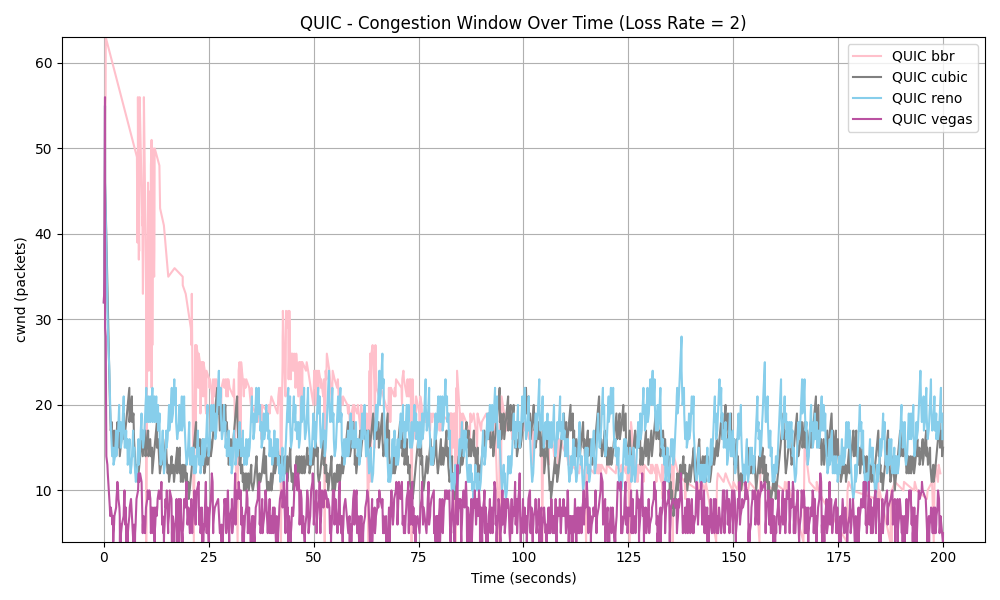 QUIC - Congestion Window Over Time (Loss Rate = 2)
QUIC bbr
QUIC cubic
QUIC reno
QUIC vegas
cwnd (packets)
60
50
40
30
20
10
0 25 50 75 100 125 150 175 200
Time (seconds)